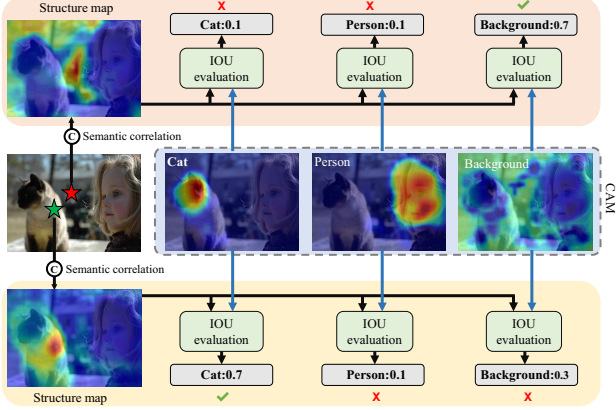 Structure map
Cat:0.1
Person:0.1
Background:0.7
IOU
evaluation
IOU
evaluation
IOU
evaluation
C Semantic correlation
Cat
Person
Background
CAM
C Semantic correlation
IOU
evaluation
IOU
evaluation
IOU
evaluation
Cat:0.7
Person:0.1
Background:0.3
Structure map